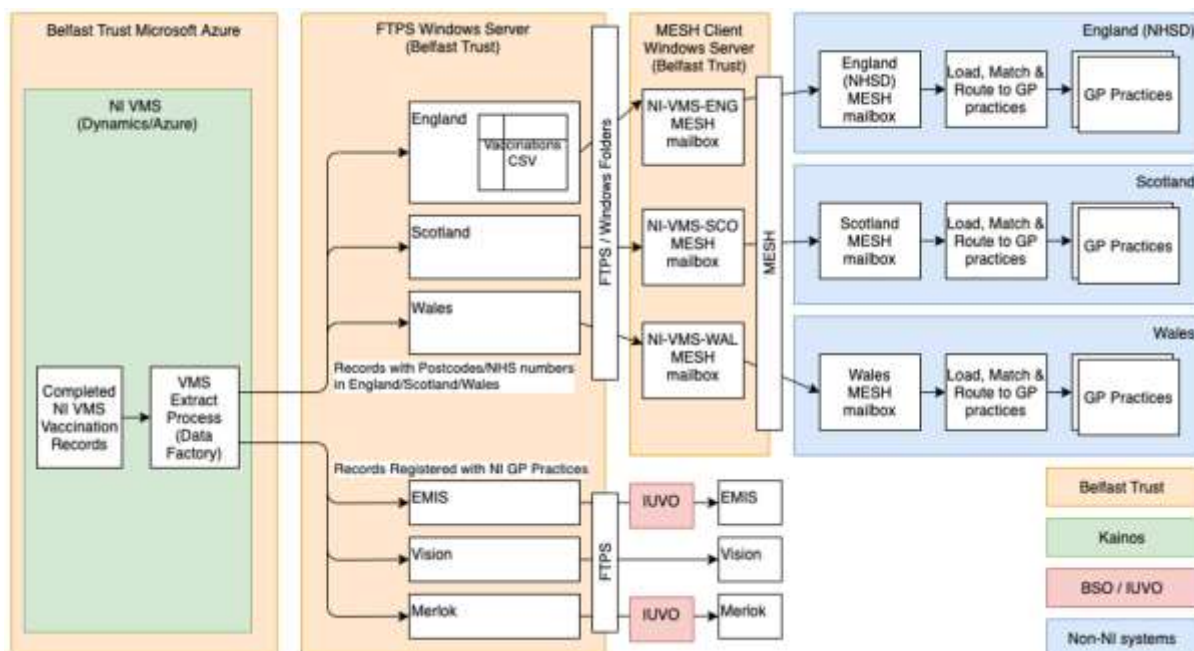 Belfast Trust Microsoft Azure
NI VMS
(Dynamics/Azure)
Completed
NI VMS
Vaccination
Records
VMS
Extract
Process
(Data
Factory)
FTPS Windows Server
(Belfast Trust)
England
Vaccinations
CSV
Scotland
Wales
Records with Postcodes/NHS numbers
in England/Scotland/Wales
Records Registered with NI GP Practices
EMIS
Vision
Merlok
FTPS / Windows Folders
FTPS
MESH Client
Windows Server
(Belfast Trust)
NI-VMS-ENG
MESH
mailbox
NI-VMS-SCO
MESH
mailbox
NI-VMS-WAL
MESH
mailbox
MESH
IUVO
EMIS
Vision
IUVO
Merlok
England (NHSD)
England
(NHSD)
MESH
mailbox
Load, Match &
Route to GP
practices
GP Practices
Scotland
Scotland
MESH
mailbox
Load, Match &
Route to GP
practices
GP Practices
Wales
Wales
MESH
mailbox
Load, Match &
Route to GP
practices
GP Practices
Belfast Trust
Kainos
BSO / IUVO
Non-NI systems